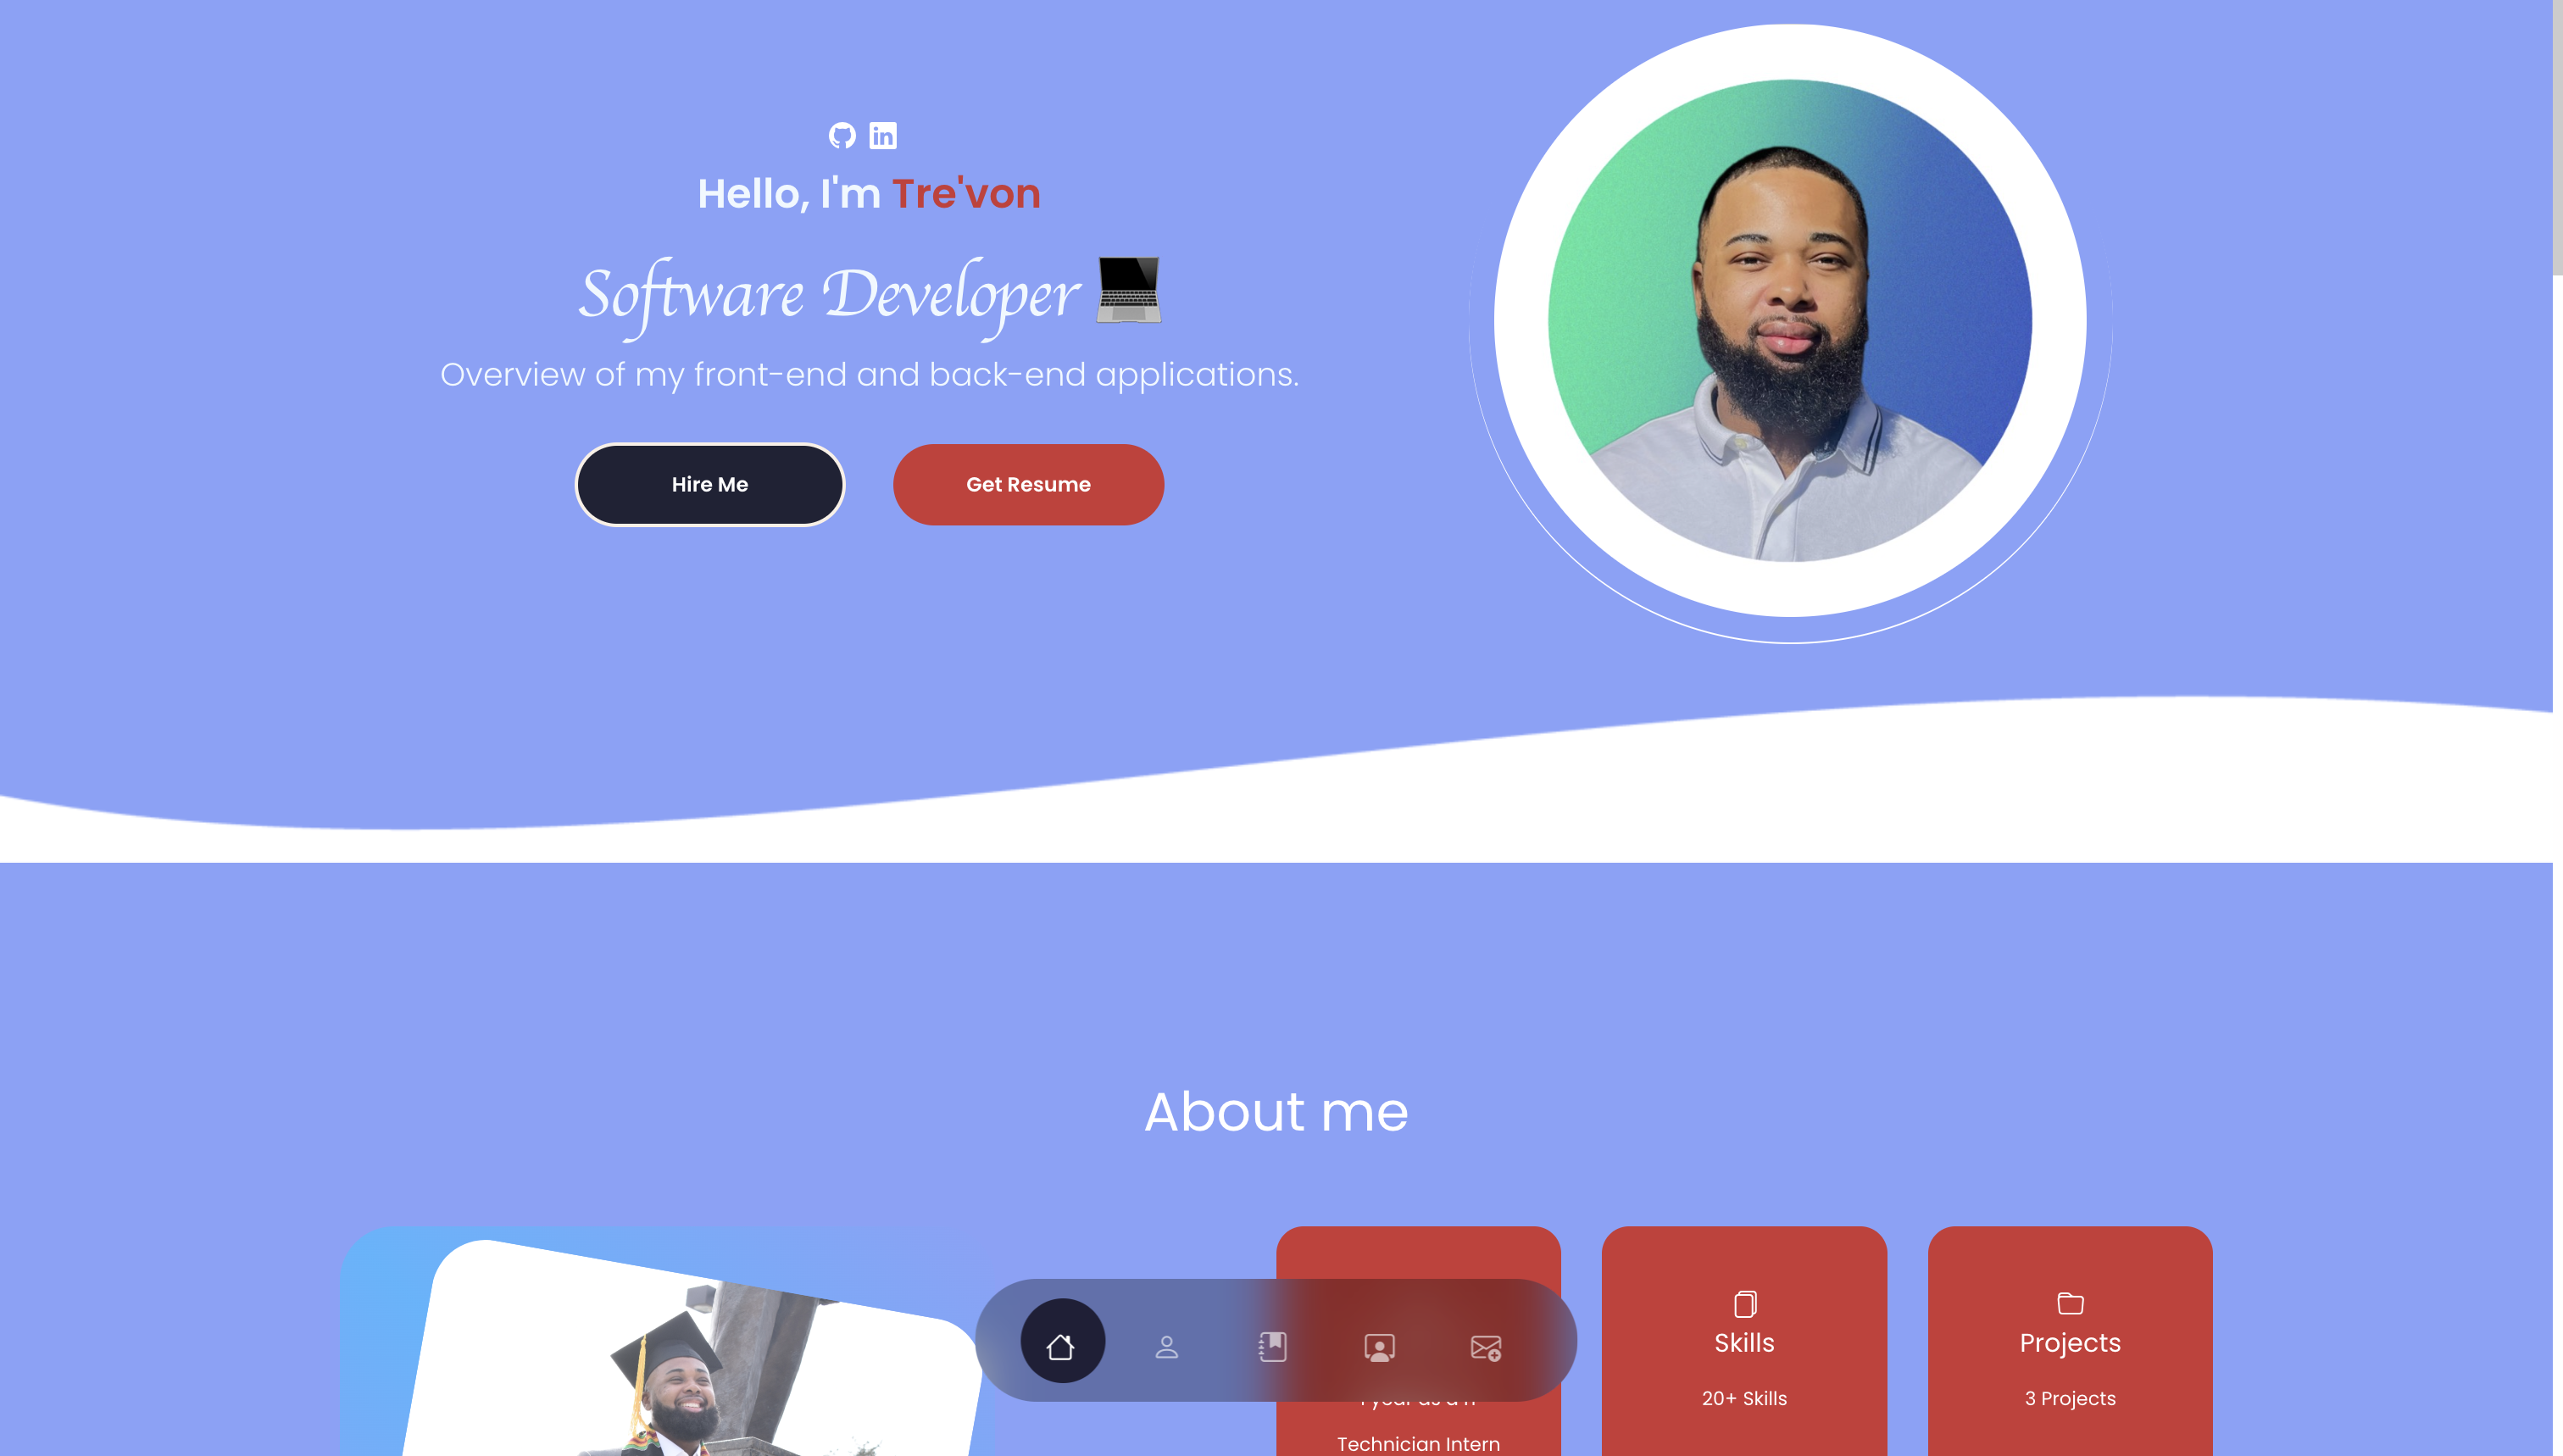 Hello, I'm Tre'von
Software Developer
Overview of my front-end and back-end applications.
Hire Me
Get Resume
About me
Skills
20+ Skills
Projects
3 Projects
Technician Intern